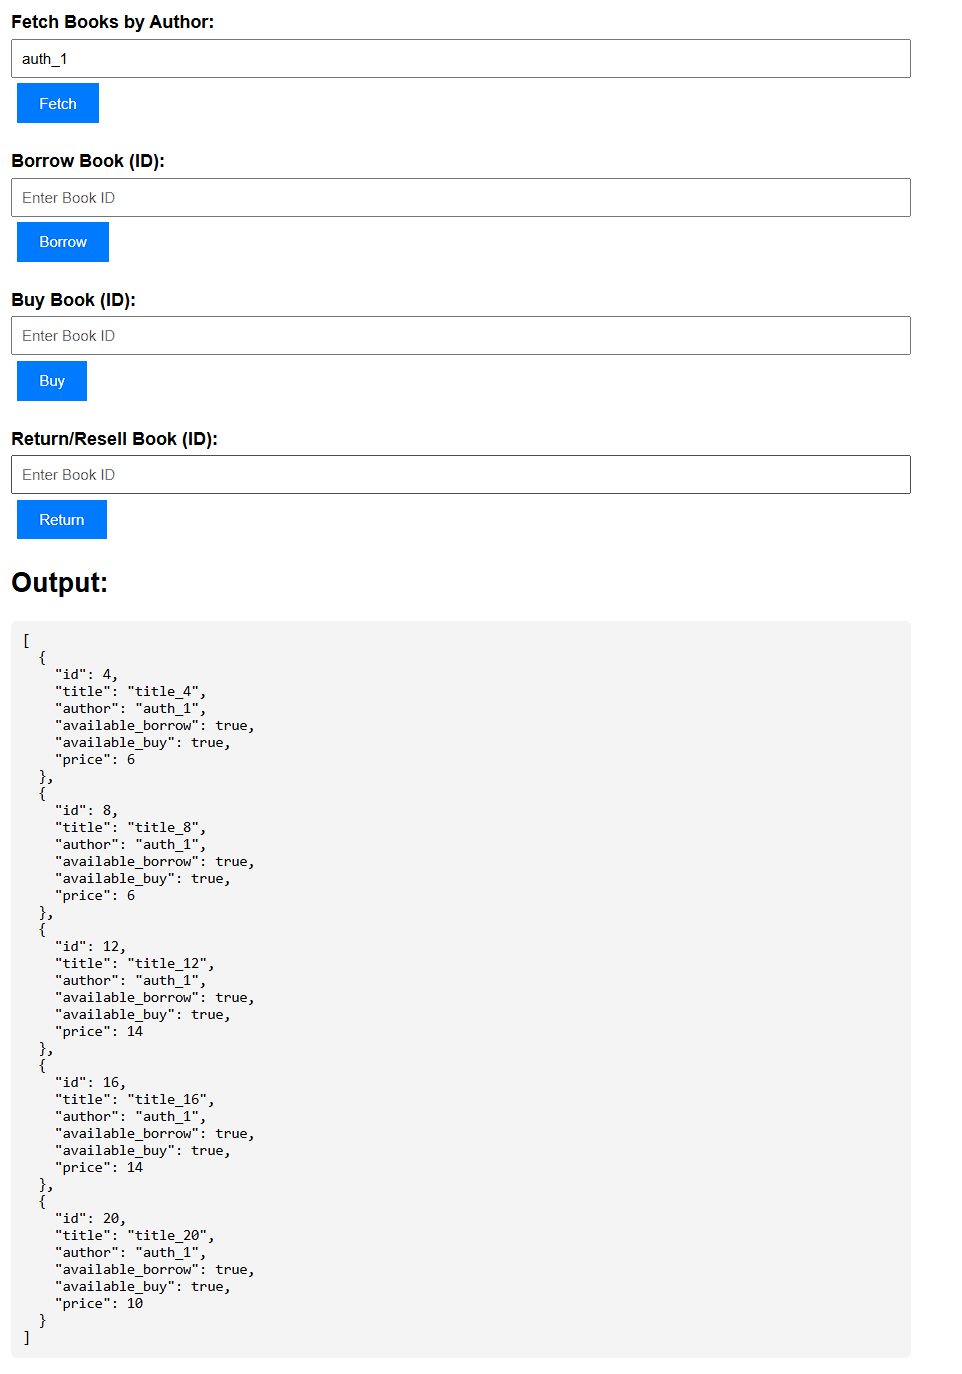 Fetch Books by Author:
auth_1
Fetch
Borrow Book (ID):
Enter Book ID
Borrow
Buy Book (ID):
Enter Book ID
Buy
Return/Resell Book (ID):
Enter Book ID
Return
Output:
[
  {
    "id": 4,
    "title": "title_4",
    "author": "auth_1",
    "available_borrow": true,
    "available_buy": true,
    "price": 6
  },
  {
    "id": 8,
    "title": "title_8",
    "author": "auth_1",
    "available_borrow": true,
    "available_buy": true,
    "price": 6
  },
  {
    "id": 12,
    "title": "title_12",
    "author": "auth_1",
    "available_borrow": true,
    "available_buy": true,
    "price": 14
  },
  {
    "id": 16,
    "title": "title_16",
    "author": "auth_1",
    "available_borrow": true,
    "available_buy": true,
    "price": 14
  },
  {
    "id": 20,
    "title": "title_20",
    "author": "auth_1",
    "available_borrow": true,
    "available_buy": true,
    "price": 10
  }
]